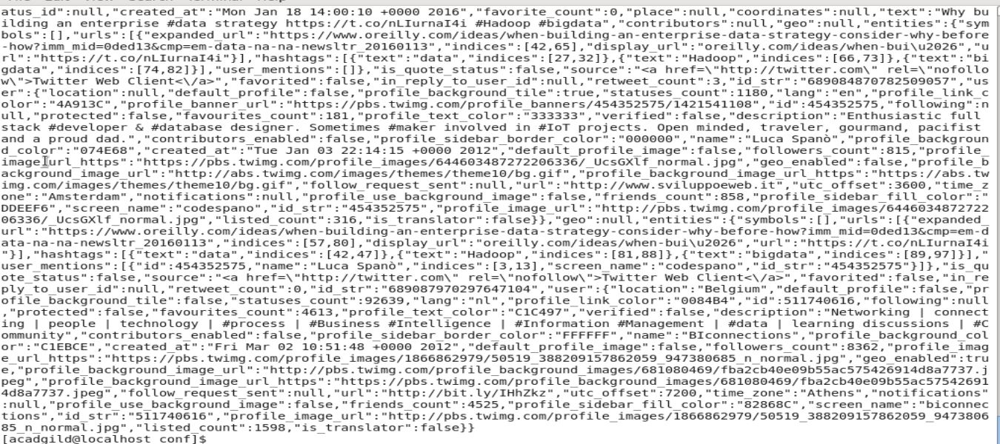 atus_id":null,"created_at":"Mon Jan 18 14:00:10 +0000 2016","favorite_count":0,"place":null,"coordinates":null,"text":"Why bu
ilding an enterprise #data strategy https://t.co/nLIurnaI4i #Hadoop #bigdata","contributors":null,"geo":null,"entities":{"sym
bols":[],"urls":[{"expanded_url":"https://www.oreilly.com/ideas/when-building-an-enterprise-data-strategy-consider-why-before
-how?imm_mid=0ded13&cmp=em-data-na-na-newsltr_20160113","indices":[42,65],"display_url":"oreilly.com/ideas/when-bui\u2026","u
rl":"https://t.co/nLIurnaI4i"}],"hashtags":[{"text":"data","indices":[27,32]},{"text":"Hadoop","indices":[66,73]},{"text":"bi
gdata","indices":[74,82]}],"user_mentions":[]},"is_quote_status":false,"source":"<a href=\"http://twitter.com\" rel=\"nofollo
w\">Twitter Web Client<\/a>","favorited":false,"in_reply_to_user_id":null,"retweet_count":3,"id_str":"689084870782509057","us
er":{"location":null,"default_profile":false,"profile_background_tile":true,"statuses_count":1180,"lang":"en","profile_link_c
olor":"4A913C","profile_banner_url":"https://pbs.twimg.com/profile_banners/454352575/1421541108","id":454352575,"following":n
ull,"protected":false,"favourites_count":181,"profile_text_color":"333333","verified":false,"description":"Enthusiastic full
stack #developer & #database designer. Sometimes #maker involved in #IoT projects. Open minded, traveler, gourmand, pacifist
and a proud dad.","contributors_enabled":false,"profile_sidebar_border_color":"000000","name":"Luca Spanò","profile_backgroun
d_color":"074E68","created_at":"Tue Jan 03 22:14:15 +0000 2012","default_profile_image":false,"followers_count":815,"profile_
image_url_https":"https://pbs.twimg.com/profile_images/644603487272206336/_UcsGXlf_normal.jpg","geo_enabled":false,"profile_b
ackground_image_url":"http://abs.twimg.com/images/themes/theme10/bg.gif","profile_background_image_url_https":"https://abs.tw
img.com/images/themes/theme10/bg.gif","follow_request_sent":null,"url":"http://www.sviluppoeweb.it","utc_offset":3600,"time_z
one":"Amsterdam","notifications":null,"profile_use_background_image":false,"friends_count":858,"profile_sidebar_fill_color":"
DDEEF6","screen_name":"codespano","id_str":"454352575","profile_image_url":"http://pbs.twimg.com/profile_images/6446034872722
06336/_UcsGXlf_normal.jpg","listed_count":316,"is_translator":false}},"geo":null,"entities":{"symbols":[],"urls":[{"expanded_
url":"https://www.oreilly.com/ideas/when-building-an-enterprise-data-strategy-consider-why-before-how?imm_mid=0ded13&cmp=em-d
ata-na-na-newsltr_20160113","indices":[57,80],"display_url":"oreilly.com/ideas/when-bui\u2026","url":"https://t.co/nLIurnaI4i
"}],"hashtags":[{"text":"data","indices":[42,47]},{"text":"Hadoop","indices":[81,88]},{"text":"bigdata","indices":[89,97]}],"
user_mentions":[{"id":454352575,"name":"Luca Spanò","indices":[3,13],"screen_name":"codespano","id_str":"454352575"}]},"is_qu
ote_status":false,"source":"<a href=\"http://twitter.com\" rel=\"nofollow\">Twitter Web Client<\/a>","favorited":false,"in_re
ply_to_user_id":null,"retweet_count":0,"id_str":"689087970297647104","user":{"location":"Belgium","default_profile":false,"pr
ofile_background_tile":false,"statuses_count":92639,"lang":"nl","profile_link_color":"0084B4","id":511740616,"following":null
,"protected":false,"favourites_count":4613,"profile_text_color":"C1C497","verified":false,"description":"Networking | connect
ing | people | technology | #process | #Business #Intelligence | #Information #Management | #data | learning discussions | #C
ommunity","contributors_enabled":false,"profile_sidebar_border_color":"FFFFFF","name":"BIconnections","profile_background_col
or":"C1EBCE","created_at":"Fri Mar 02 10:51:48 +0000 2012","default_profile_image":false,"followers_count":8362,"profile_imag
e_url_https":"https://pbs.twimg.com/profile_images/1866862979/50519_388209157862059_947380685_n_normal.jpg","geo_enabled":tru
e,"profile_background_image_url":"http://pbs.twimg.com/profile_background_images/681080469/fba2cb40e09b55ac575426914d8a7737.j
peg","profile_background_image_url_https":"https://pbs.twimg.com/profile_background_images/681080469/fba2cb40e09b55ac57542691
4d8a7737.jpeg","follow_request_sent":null,"url":"http://bit.ly/IHhZkz","utc_offset":7200,"time_zone":"Athens","notifications"
:null,"profile_use_background_image":false,"friends_count":4525,"profile_sidebar_fill_color":"82868C","screen_name":"biconnec
tions","id_str":"511740616","profile_image_url":"http://pbs.twimg.com/profile_images/1866862979/50519_388209157862059_9473806
85_n_normal.jpg","listed_count":1598,"is_translator":false}}
[acadgild@localhost conf]$